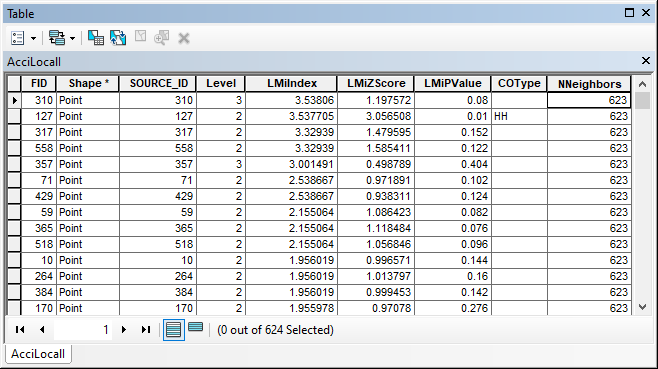 Table
AcciLocall
FID Shape * SOURCE_ID Level LMiIndex LMiZScore LMiPValue COType NNeighbors
310 Point 310 3 3.53806 1.197572 0.08 623
127 Point 127 2 3.537705 3.056508 0.01 HH 623
317 Point 317 2 3.32939 1.479595 0.152 623
558 Point 558 2 3.32939 1.585411 0.122 623
357 Point 357 3 3.001491 0.498789 0.404 623
71 Point 71 2 2.538667 0.971891 0.102 623
429 Point 429 2 2.538667 0.938311 0.124 623
59 Point 59 2 2.155064 1.086423 0.082 623
365 Point 365 2 2.155064 1.118484 0.076 623
518 Point 518 2 2.155064 1.056846 0.096 623
10 Point 10 2 1.956019 0.996571 0.144 623
264 Point 264 2 1.956019 1.013797 0.16 623
384 Point 384 2 1.956019 0.999453 0.142 623
170 Point 170 2 1.955978 0.97078 0.276 623
1 (0 out of 624 Selected)
AcciLocall